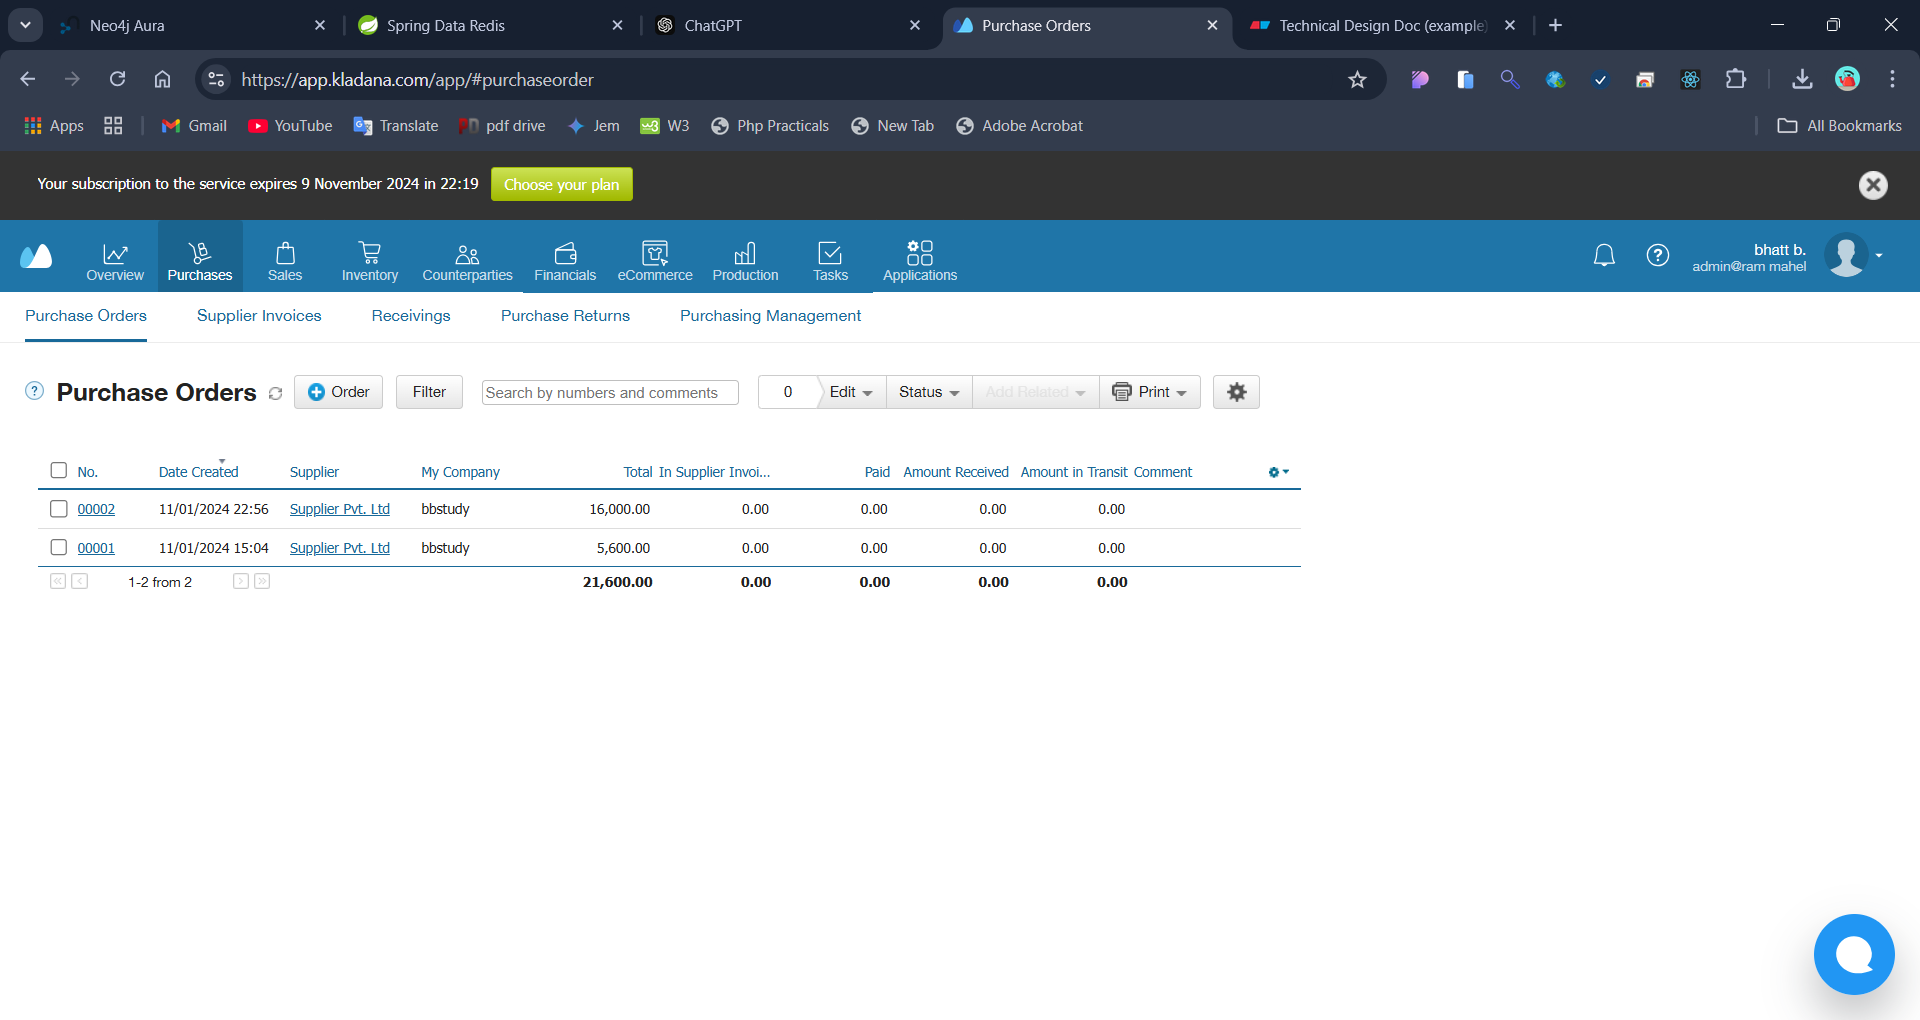 Neo4j Aura
Spring Data Redis
ChatGPT
Purchase Orders
Technical Design Doc (example)
https://app.kladana.com/app/#purchaseorder
Apps
Gmail
YouTube
Translate
pdf drive
Jem
W3
Php Practicals
New Tab
Adobe Acrobat
All Bookmarks
Your subscription to the service expires 9 November 2024 in 22:19
Choose your plan
Overview
Purchases
Sales
Inventory
Counterparties
Financials
eCommerce
Production
Tasks
Applications
bhatt b.
admin@ram mahel
Purchase Orders Supplier Invoices Receivings Purchase Returns Purchasing Management
Purchase Orders
Order
Filter
Search by numbers and comments
0
Edit
Status
Add Related
Print
No. Date Created Supplier My Company Total In Supplier Invoi... Paid Amount Received Amount in Transit Comment
00002 11/01/2024 22:56 Supplier Pvt. Ltd bbstudy 16,000.00 0.00 0.00 0.00 0.00
00001 11/01/2024 15:04 Supplier Pvt. Ltd bbstudy 5,600.00 0.00 0.00 0.00 0.00
1-2 from 2 21,600.00 0.00 0.00 0.00 0.00